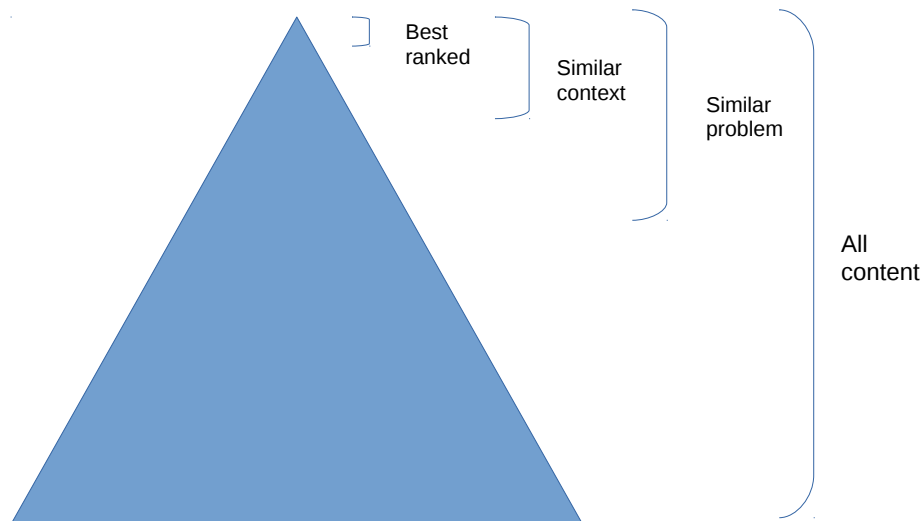 Best
ranked
Similar
context
Similar
problem
All
content